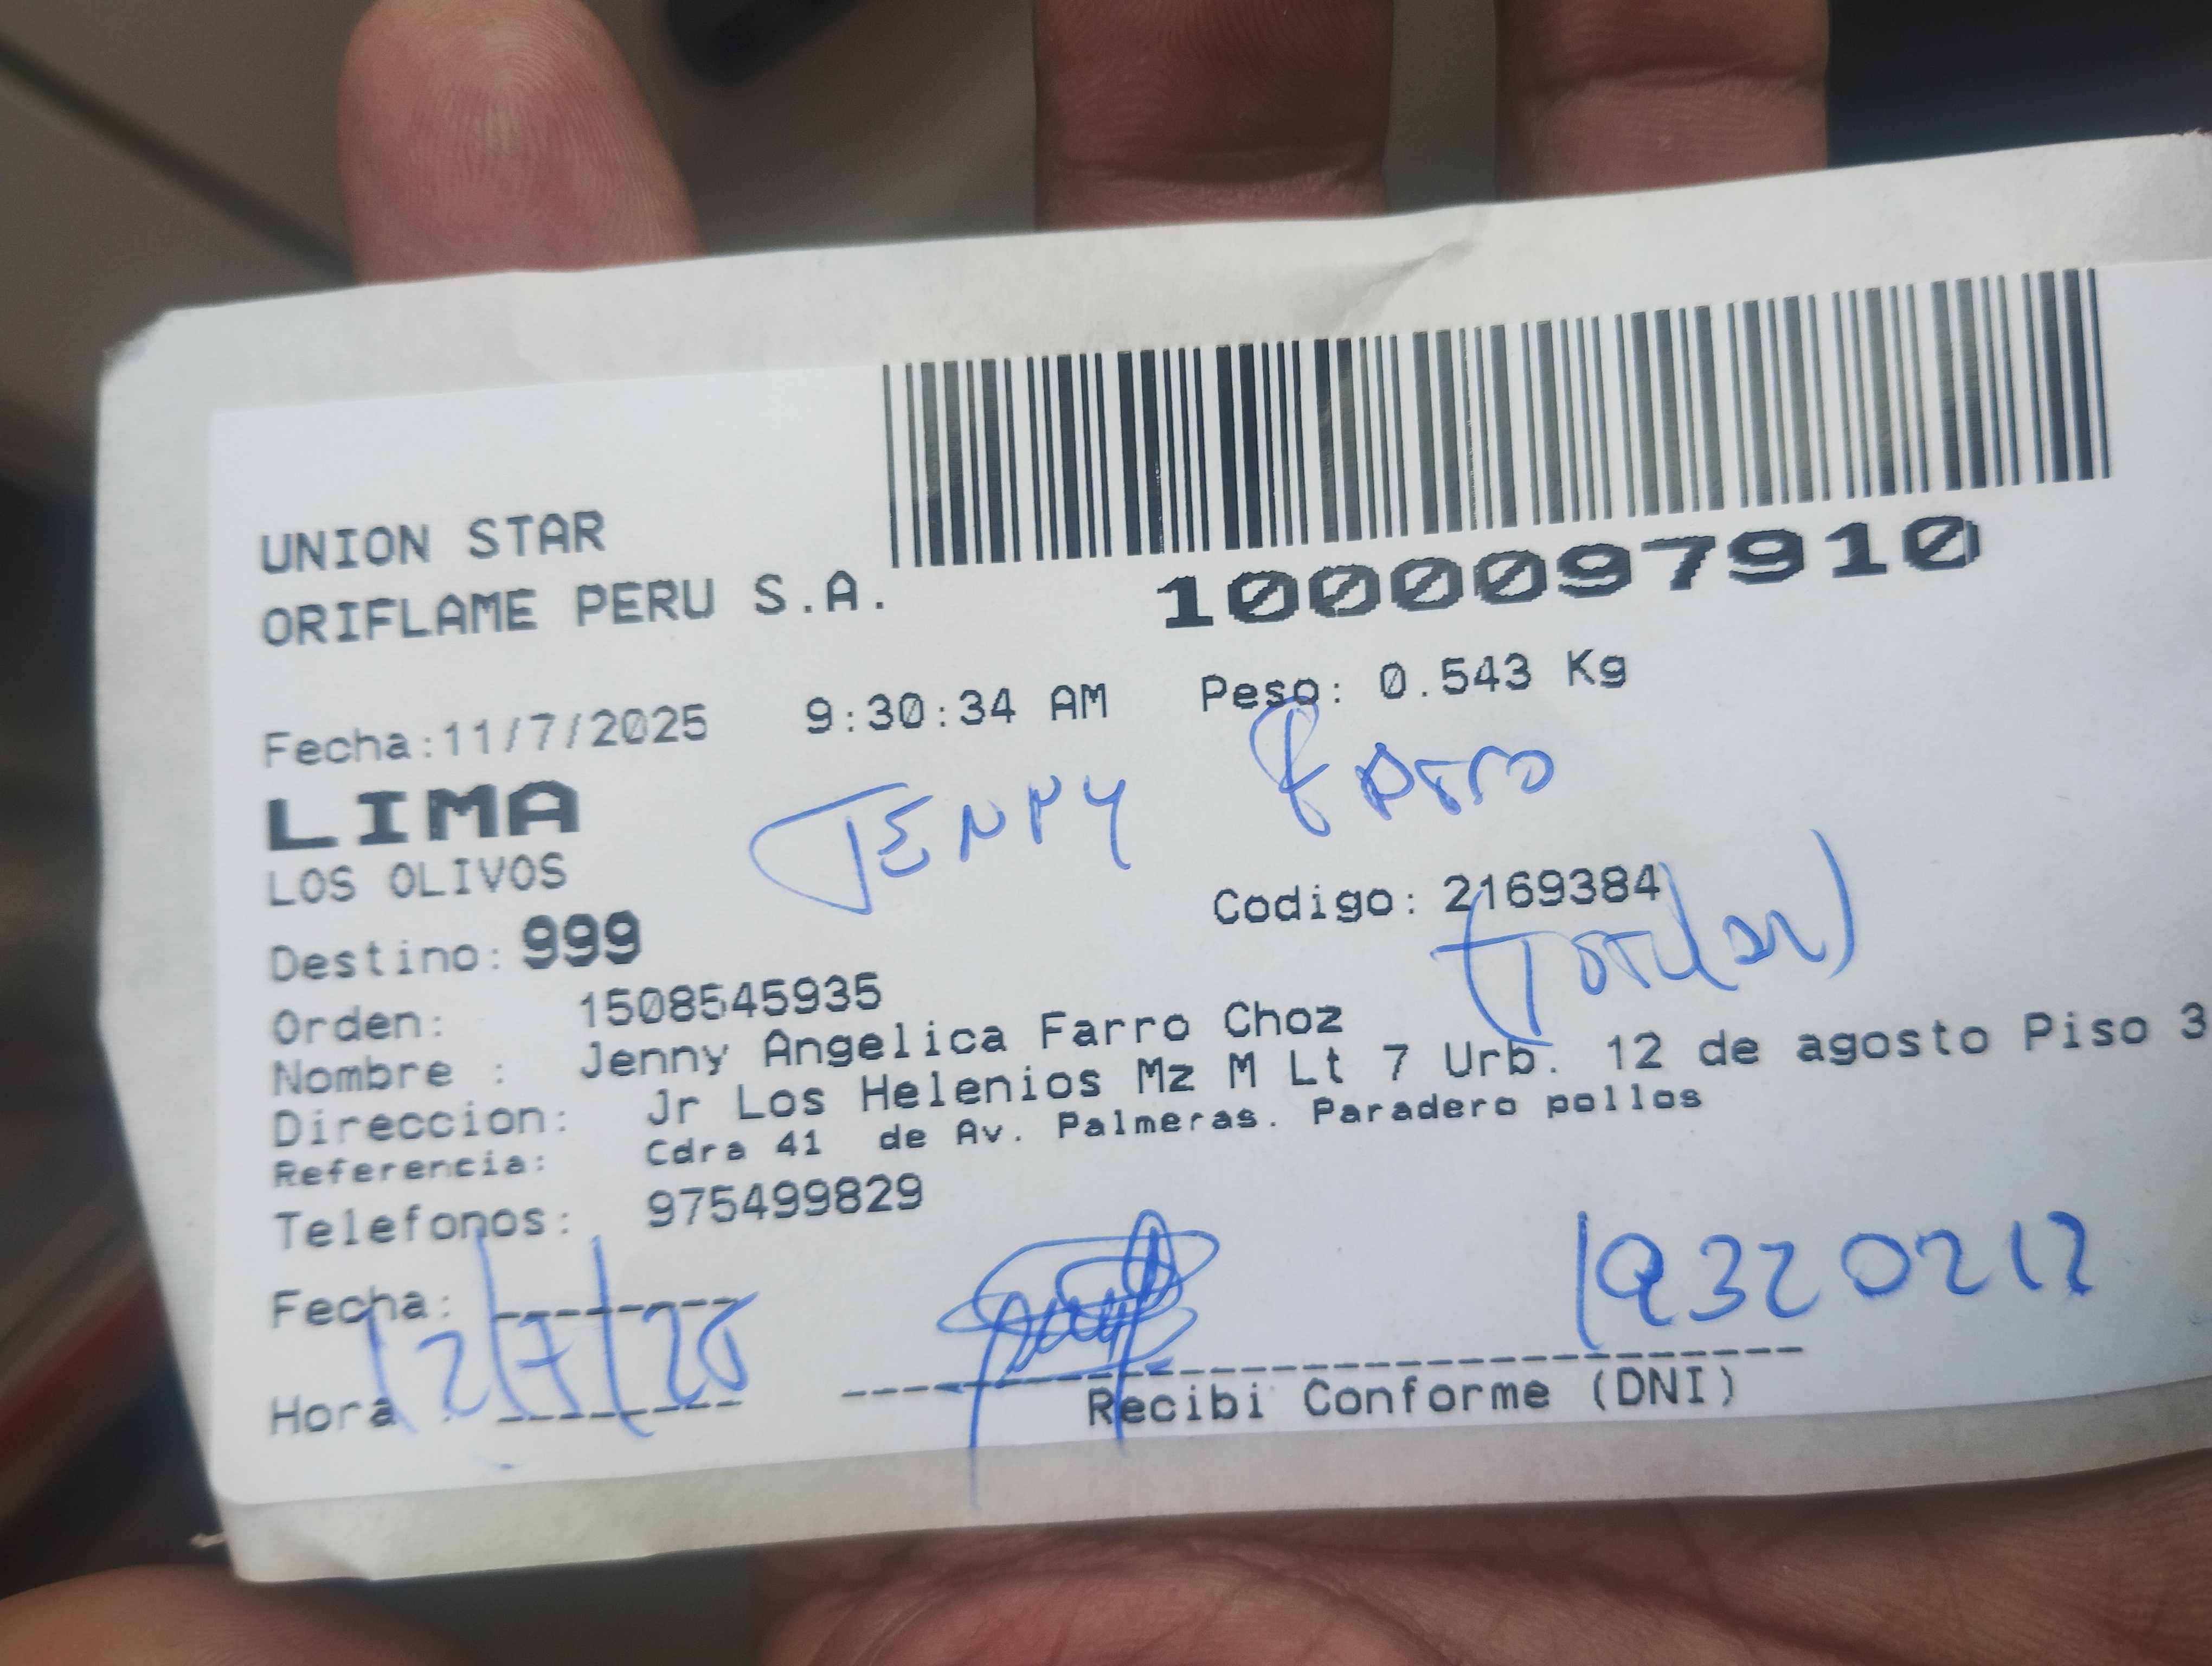 UNION STAR
ORIFLAME PERU S.A.
1000097910
Fecha:11/7/2025 9:30:34 AM Peso: 0.543 Kg
LIMA
JENNY FARRO
LOS OLIVOS
Codigo: 2169384
Destino: 999
(TITULAR)
Orden: 1508545935
Nombre : Jenny Angelica Farro Choz
Direccion: Jr Los Helenios Mz M Lt 7 Urb. 12 de agosto Piso 3
Referencia: Cdra 41 de Av. Palmeras. Paradero pollos
Telefonos: 975499829
Fecha:
12/7/25
19320212
Hora :
Recibi Conforme (DNI)